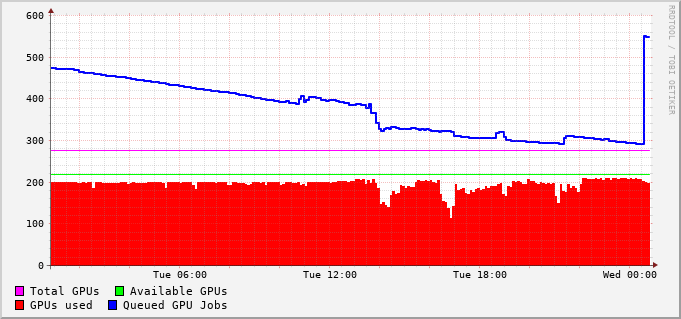 600
500
400
300
200
100
0
Tue 06:00 Tue 12:00 Tue 18:00 Wed 00:00
Total GPUs Available GPUs
GPUs used Queued GPU Jobs
RRDTOOL / TOBI OETIKER